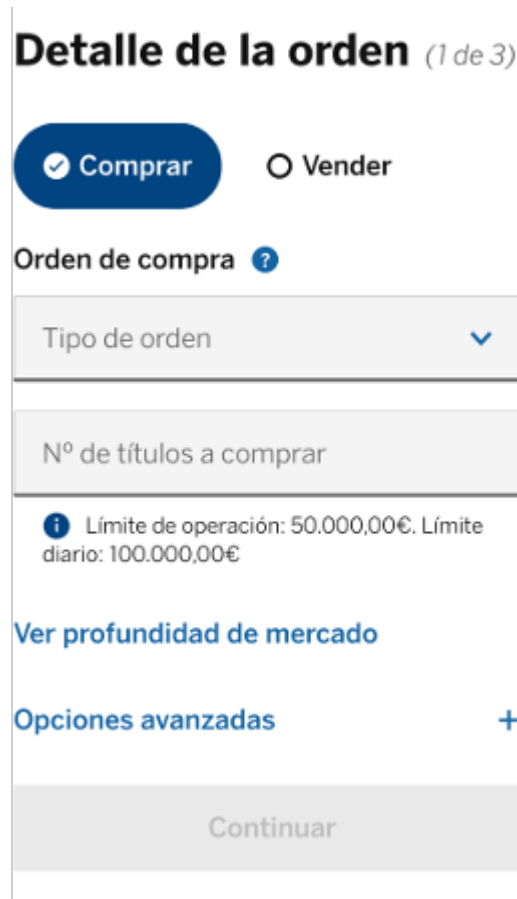 Detalle de la orden (1 de 3)
Comprar
Vender
Orden de compra ?
Tipo de orden
Nº de títulos a comprar
Límite de operación: 50.000,00€. Límite
diario: 100.000,00€
Ver profundidad de mercado
Opciones avanzadas +
Continuar